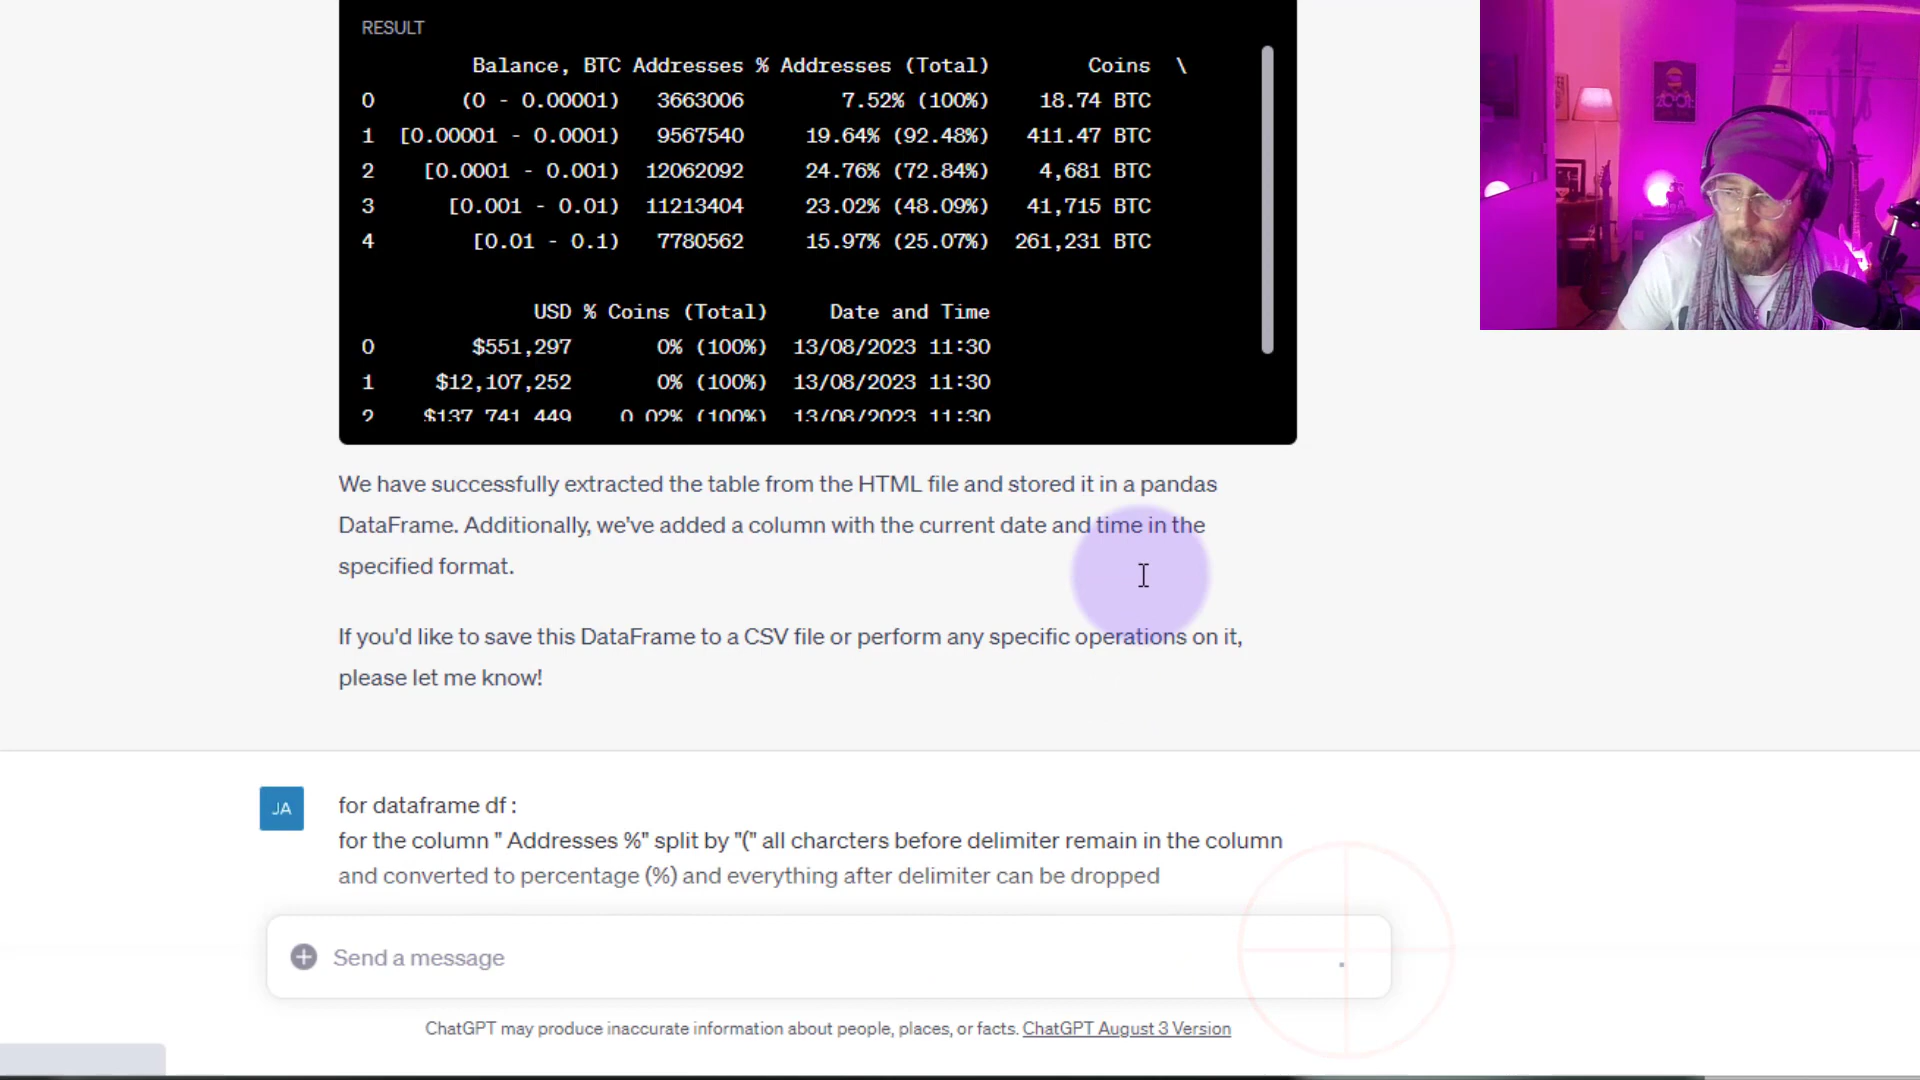 RESULT
Balance, BTC Addresses % Addresses (Total) Coins \
0 (0 - 0.00001) 3663006 7.52% (100%) 18.74 BTC
1 [0.00001 - 0.0001) 9567540 19.64% (92.48%) 411.47 BTC
2 [0.0001 - 0.001) 12062092 24.76% (72.84%) 4,681 BTC
3 [0.001 - 0.01) 11213404 23.02% (48.09%) 41,715 BTC
4 [0.01 - 0.1) 7780562 15.97% (25.07%) 261,231 BTC
USD % Coins (Total) Date and Time
0 $551,297 0% (100%) 13/08/2023 11:30
1 $12,107,252 0% (100%) 13/08/2023 11:30
2 $137,741,449 0.02% (100%) 13/08/2023 11:30
We have successfully extracted the table from the HTML file and stored it in a pandas
DataFrame. Additionally, we've added a column with the current date and time in the
specified format.
If you'd like to save this DataFrame to a CSV file or perform any specific operations on it,
please let me know!
JA
for dataframe df :
for the column " Addresses %" split by "(" all charcters before delimiter remain in the column
and converted to percentage (%) and everything after delimiter can be dropped
Send a message
ChatGPT may produce inaccurate information about people, places, or facts. ChatGPT August 3 Version